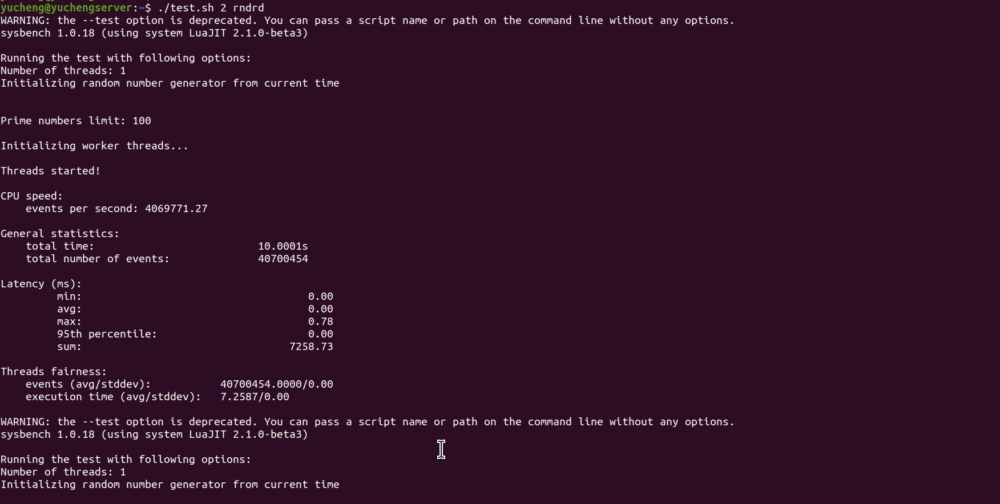 yucheng@yuchengserver:~$ ./test.sh 2 rndrd
WARNING: the --test option is deprecated. You can pass a script name or path on the command line without any options.
sysbench 1.0.18 (using system LuaJIT 2.1.0-beta3)
Running the test with following options:
Number of threads: 1
Initializing random number generator from current time
Prime numbers limit: 100
Initializing worker threads...
Threads started!
CPU speed:
    events per second: 4069771.27
General statistics:
    total time:                          10.0001s
    total number of events:              40700454
Latency (ms):
         min:                                    0.00
         avg:                                    0.00
         max:                                    0.78
         95th percentile:                        0.00
         sum:                                 7258.73
Threads fairness:
    events (avg/stddev):           40700454.0000/0.00
    execution time (avg/stddev):   7.2587/0.00
WARNING: the --test option is deprecated. You can pass a script name or path on the command line without any options.
sysbench 1.0.18 (using system LuaJIT 2.1.0-beta3)
Running the test with following options:
Number of threads: 1
Initializing random number generator from current time